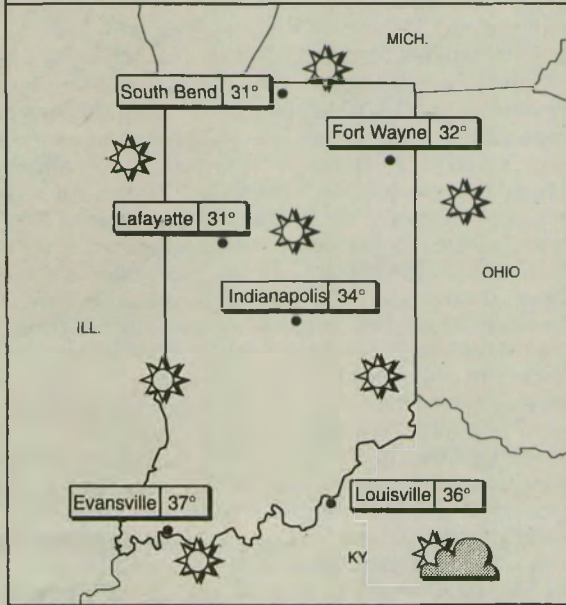 MICH.
South Bend 31°
Fort Wayne 32°
Lafayette 31°
OHIO
Indianapolis 34°
ILL.
Evansville 37°
Louisville 36°
KY